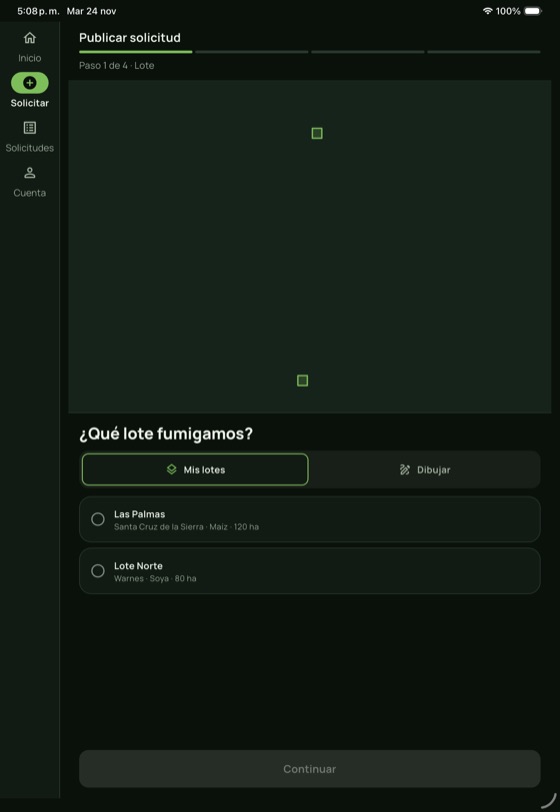 5:08 p. m. Mar 24 nov
100%
Inicio
Solicitar
Solicitudes
Cuenta
Publicar solicitud
Paso 1 de 4 · Lote
¿Qué lote fumigamos?
Mis lotes
Dibujar
Las Palmas
Santa Cruz de la Sierra · Maíz · 120 ha
Lote Norte
Warnes · Soya · 80 ha
Continuar